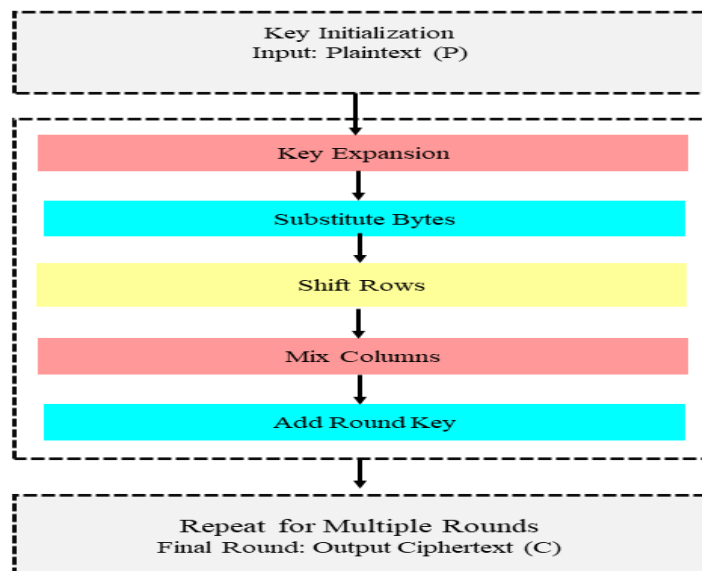 Key Initialization
Input: Plaintext (P)
Key Expansion
Substitute Bytes
Shift Rows
Mix Columns
Add Round Key
Repeat for Multiple Rounds
Final Round: Output Ciphertext (C)